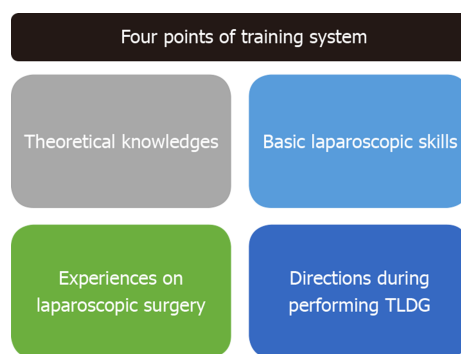 Four points of training system
Theoretical knowledges
Basic laparoscopic skills
Experiences on
laparoscopic surgery
Directions during
performing TLDG